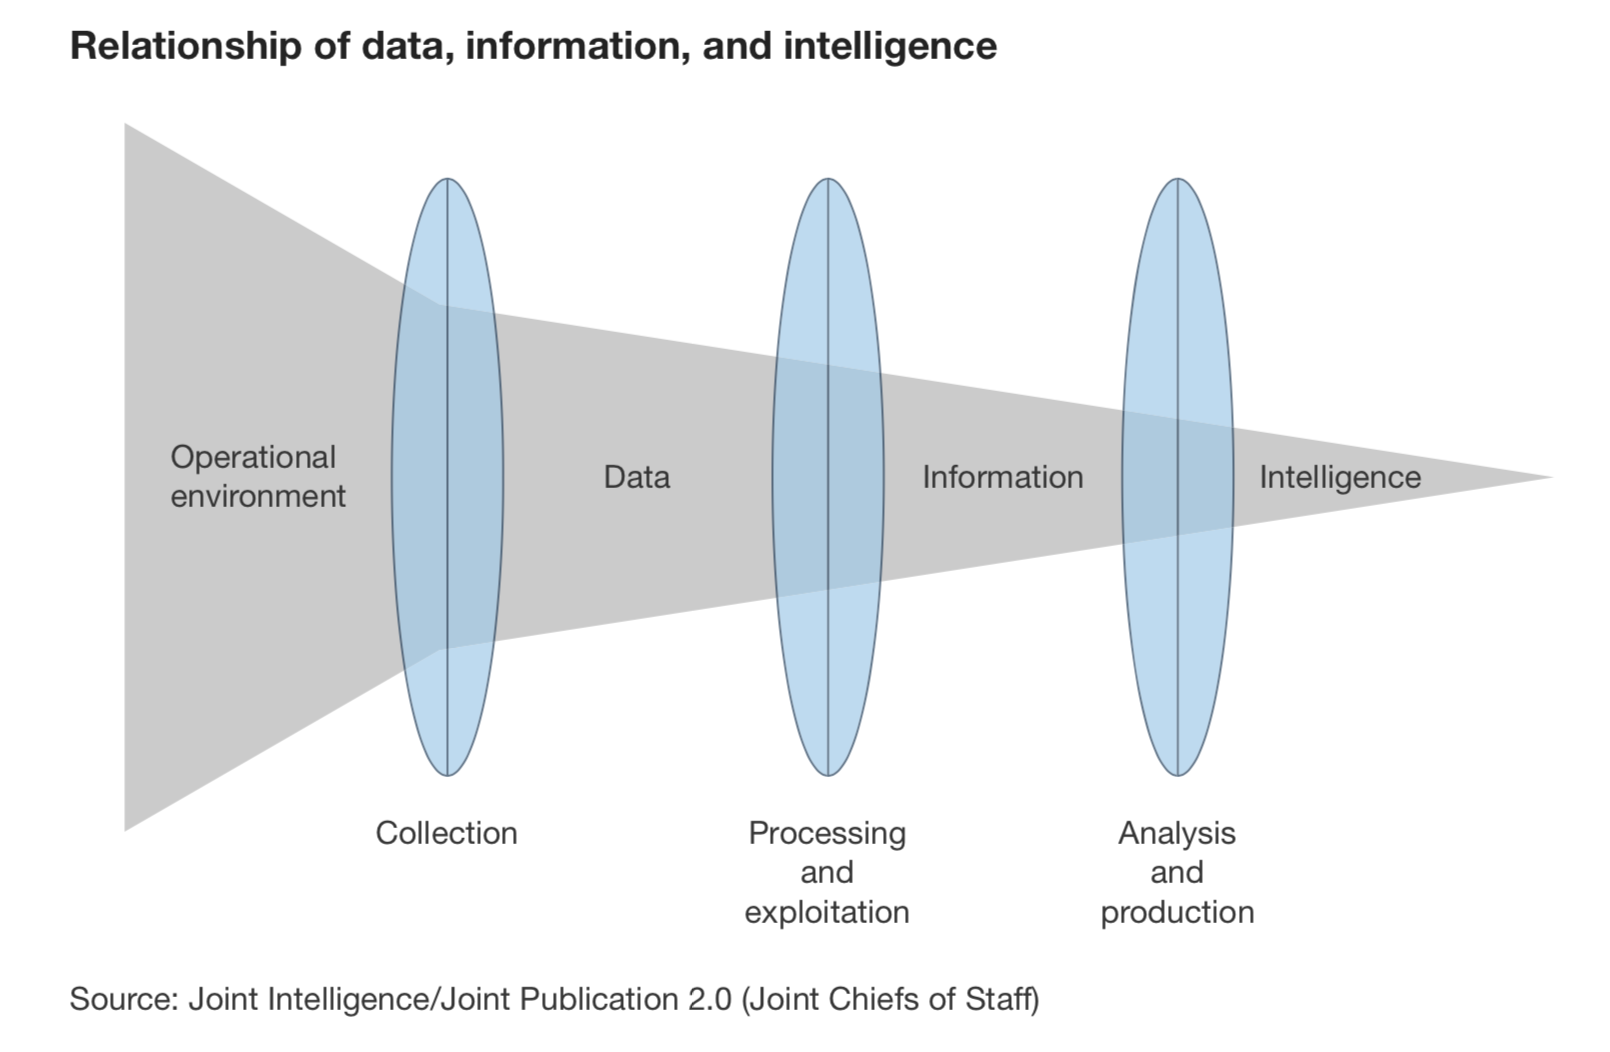 Relationship of data, information, and intelligence
Operational
environment
Data
Information
Intelligence
Collection
Processing
and
exploitation
Analysis
and
production
Source: Joint Intelligence/Joint Publication 2.0 (Joint Chiefs of Staff)